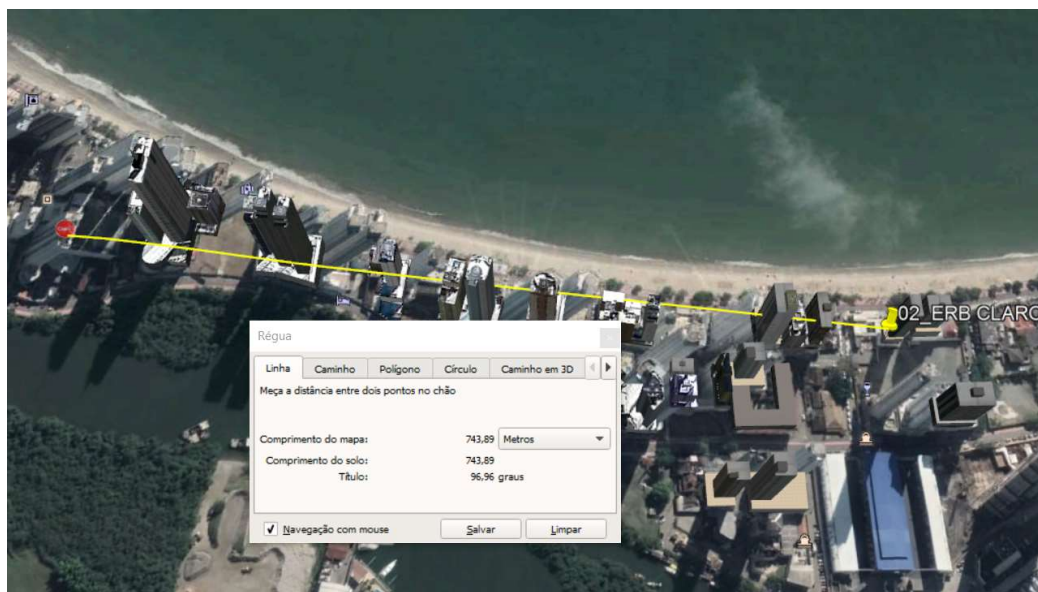 02_ERB CLARO
Régua
Linha
Caminho
Polígono
Círculo
Caminho em 3D
Meça a distância entre dois pontos no chão
Comprimento do mapa: 743,89 Metros
Comprimento do solo: 743,89
Título: 96,96 graus
Navegação com mouse
Salvar
Limpar